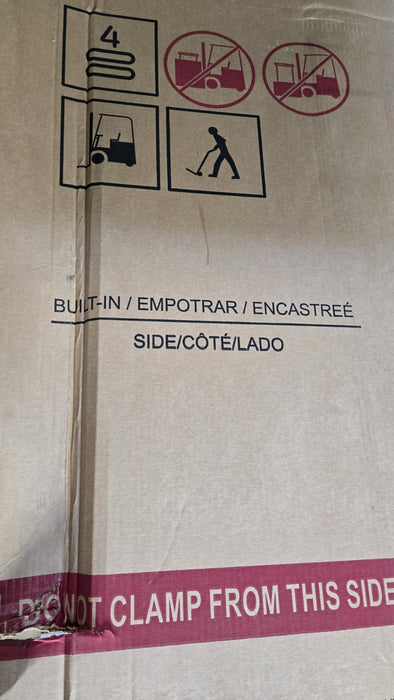 4
BUILT-IN / EMPOTRAR / ENCASTREÉ
SIDE/CÔTÉ/LADO
DO NOT CLAMP FROM THIS SIDE